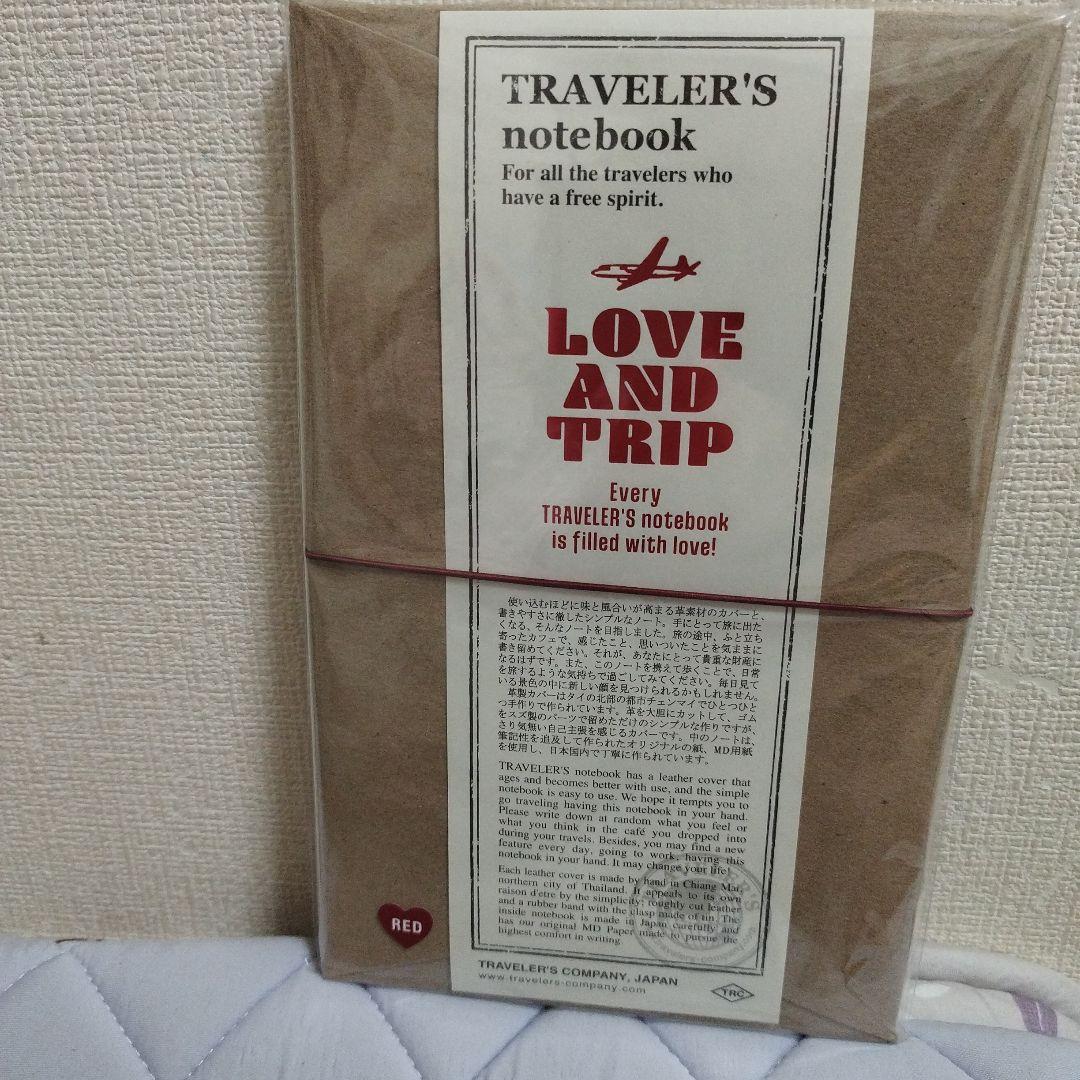 TRAVELER'S
notebook
For all the travelers who
have a free spirit.
LOVE
AND
TRIP
Every
TRAVELER'S notebook
is filled with love!
使い込むほどに味と風合いが高まる革素材のカバーと、
書きやすさに徹したシンプルなノート。手にとって旅に出た
くなる、そんなノートを目指しました。旅の途中、ふと立ち
寄ったカフェで、感じたこと、思いついたことを気ままに
書き留めてください。それが、あなたにとって貴重な財産に
なるはずです。また、このノートを携えて歩くことで、日常
を旅するような気持ちで過ごしてみてください。毎日見て
いる景色の中に新しい顔を見つけられるかもしれません。
革製カバーはタイの北部の都市チェンマイでひとつひと
つ手作りで作られています。革を大胆にカットして、ゴム
をスズ製のパーツで留めただけのシンプルな作りですが、
さり気無い自己主張を感じるカバーです。中のノートは、
筆記性を追及して作られたオリジナルの紙、MD用紙
を使用し、日本国内で丁寧に作られています。
TRAVELER'S notebook has a leather cover that
ages and becomes better with use, and the simple
notebook is easy to use. We hope it tempts you to
go traveling having this notebook in your hand.
Please write down at random what you feel or
what you think in the café you dropped into
during your travels. Besides, you may find a new
feature every day, going to work, having this
notebook in your hand. It may change your life!
Each leather cover is made by hand in Chiang Mai,
northern city of Thailand. It appeals to its own
raison d'etre by the simplicity; roughly cut leather
and a rubber band with the clasp made of tin. The
inside notebook is made in Japan carefully and
has our original MD Paper made to pursue the
highest comfort in writing.
RED
TRAVELER'S COMPANY, JAPAN
www.travelers-company.com
TRC